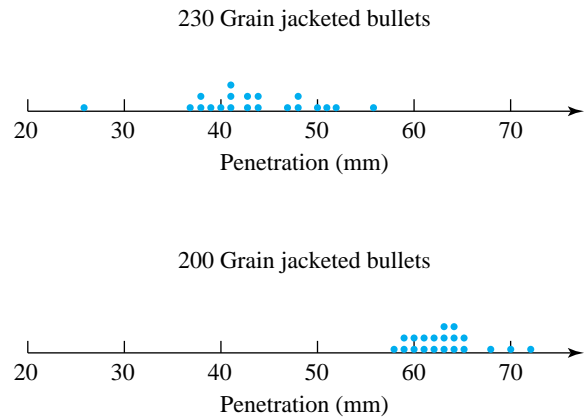 230 Grain jacketed bullets
20 30 40 50 60 70
Penetration (mm)
200 Grain jacketed bullets
20 30 40 50 60 70
Penetration (mm)